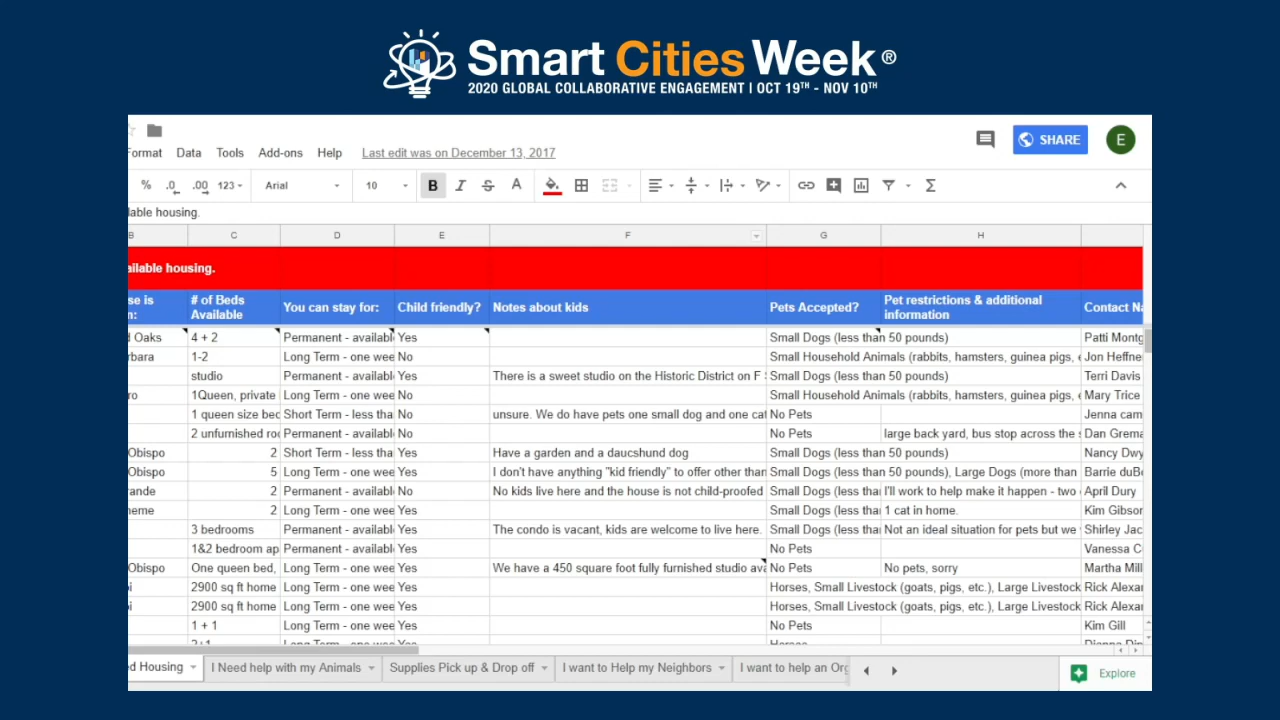 Smart Cities Week®
2020 GLOBAL COLLABORATIVE ENGAGEMENT | OCT 19TH - NOV 10TH
Format Data Tools Add-ons Help Last edit was on December 13, 2017 SHARE E
% .0 .00 123 Arial 10 B I S A
lable housing.
B C D E F G H
ailable housing.
se is # of Beds Pet restrictions & additional
n: Available You can stay for: Child friendly? Notes about kids Pets Accepted? information Contact Na
d Oaks 4 + 2 Permanent - availabl Yes Small Dogs (less than 50 pounds) Patti Montg
rbara 1-2 Long Term - one wee No Small Household Animals (rabbits, hamsters, guinea pigs, Jon Heffne
studio Permanent - availabl Yes There is a sweet studio on the Historic District on F Small Dogs (less than 50 pounds) Terri Davis
ro 1Queen, private Long Term - one wee No Small Household Animals (rabbits, hamsters, guinea pigs, Mary Trice
1 queen size bed Short Term - less tha No unsure. We do have pets one small dog and one cat No Pets Jenna cam
2 unfurnished roo Permanent - availabl No No Pets large back yard, bus stop across the s Dan Grema
Obispo 2 Short Term - less tha Yes Have a garden and a daucshund dog Small Dogs (less than 50 pounds) Nancy Dwy
Obispo 5 Long Term - one wee Yes I don't have anything "kid friendly" to offer other than Small Dogs (less than 50 pounds), Large Dogs (more than Barrie duBo
rande 2 Permanent - availabl No No kids live here and the house is not child-proofed Small Dogs (less tha I'll work to help make it happen - two April Dury
neme 2 Long Term - one wee Yes Small Dogs (less tha 1 cat in home. Kim Gibson
3 bedrooms Permanent - availabl Yes The condo is vacant, kids are welcome to live here. Small Dogs (less tha Not an ideal situation for pets but we Shirley Jac
1&2 bedroom ap Permanent - availabl Yes No Pets Vanessa C
Obispo One queen bed, Long Term - one wee Yes We have a 450 square foot fully furnished studio ava No Pets No pets, sorry Martha Mill
bi 2900 sq ft home Long Term - one wee Yes Horses, Small Livestock (goats, pigs, etc.), Large Livestock Rick Alexa
bi 2900 sq ft home Long Term - one wee Yes Horses, Small Livestock (goats, pigs, etc.), Large Livestock Rick Alexa
1 + 1 Long Term - one wee Yes No Pets Kim Gill
2+1 Long Term - one wee Yes Horses
ed Housing I Need help with my Animals Supplies Pick up & Drop off I want to Help my Neighbors I want to help an Org Explore